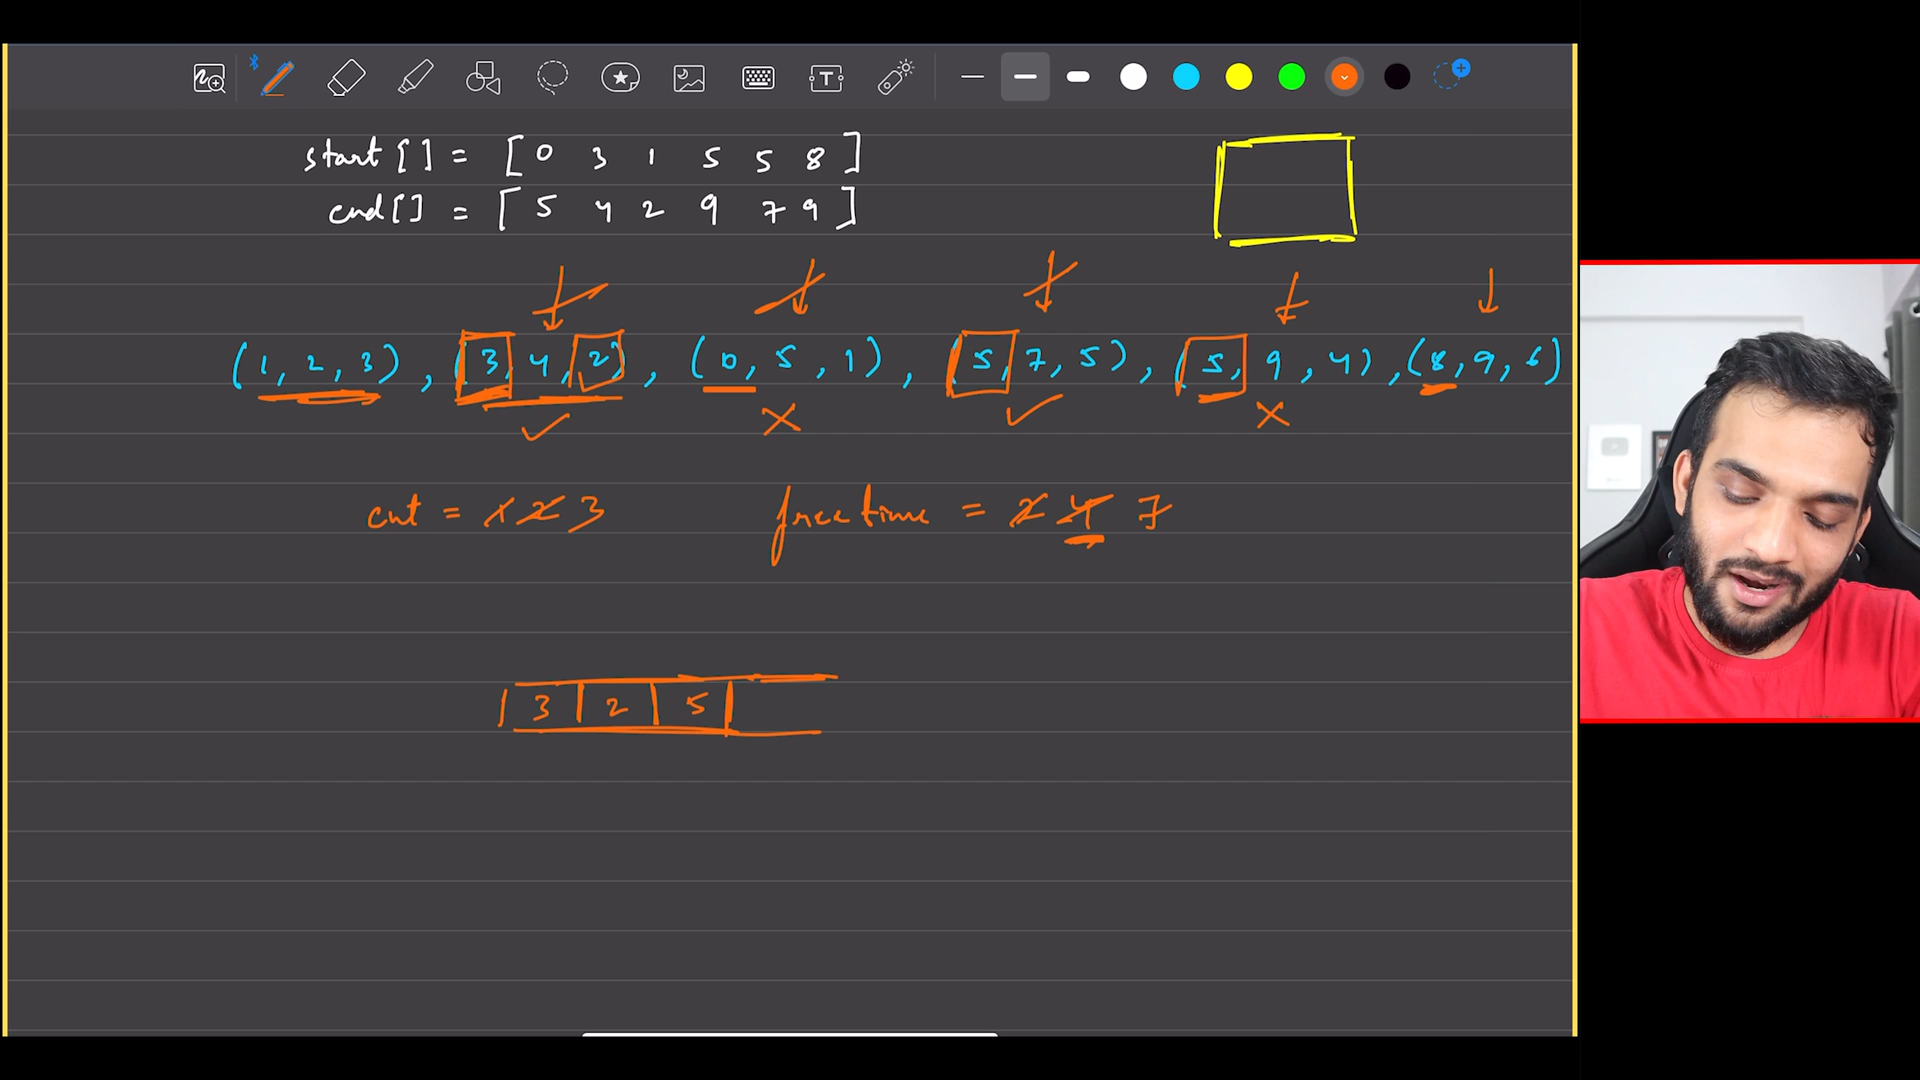 start[] = [0 3 1 5 5 8]
end[] = [5 4 2 9 7 9]
(1, 2, 3), (3, 4, 2), (0, 5, 1), (5, 7, 5), (5, 9, 4), (8, 9, 6)
cnt = 1 2 3 freetime = 2 4 7
3 2 5